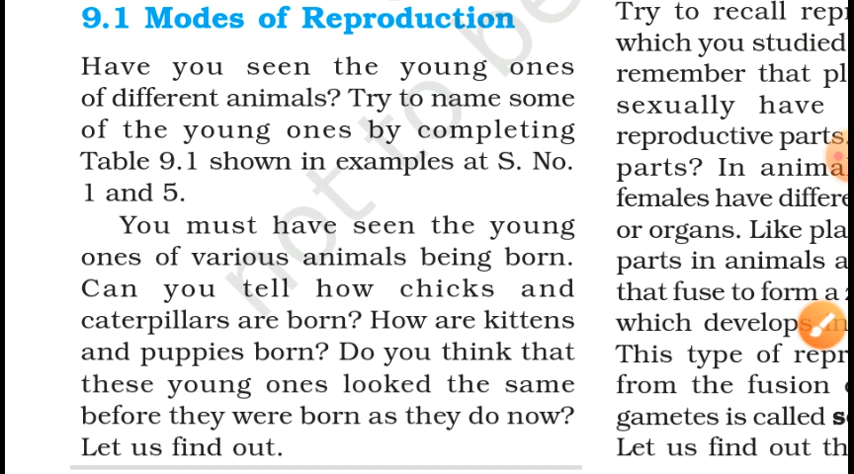 9.1 Modes of Reproduction
Have you seen the young ones
of different animals? Try to name some
of the young ones by completing
Table 9.1 shown in examples at S. No.
1 and 5.
You must have seen the young
ones of various animals being born.
Can you tell how chicks and
caterpillars are born? How are kittens
and puppies born? Do you think that
these young ones looked the same
before they were born as they do now?
Let us find out.
Try to recall
which you studied
remember that
sexually have
reproductive parts.
parts? In
females have
or organs. Like
parts in animals
that fuse to form a
which develops
This type of
from the fusion
gametes is called
Let us find out
not to be